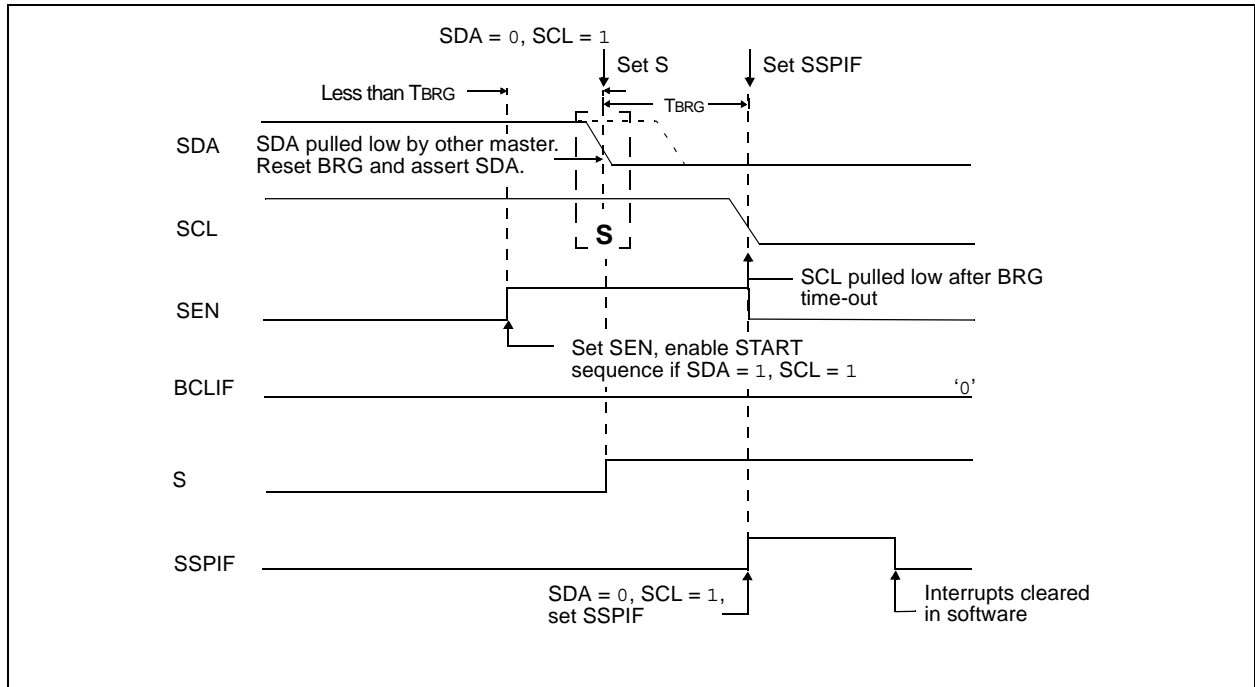 SDA = 0, SCL = 1
Set S
Set SSPIF
Less than TBRG
TBRG
SDA
SDA pulled low by other master.
Reset BRG and assert SDA.
SCL
S
SCL pulled low after BRG
time-out
SEN
Set SEN, enable START
sequence if SDA = 1, SCL = 1
BCLIF
‘0’
S
SSPIF
SDA = 0, SCL = 1,
set SSPIF
Interrupts cleared
in software